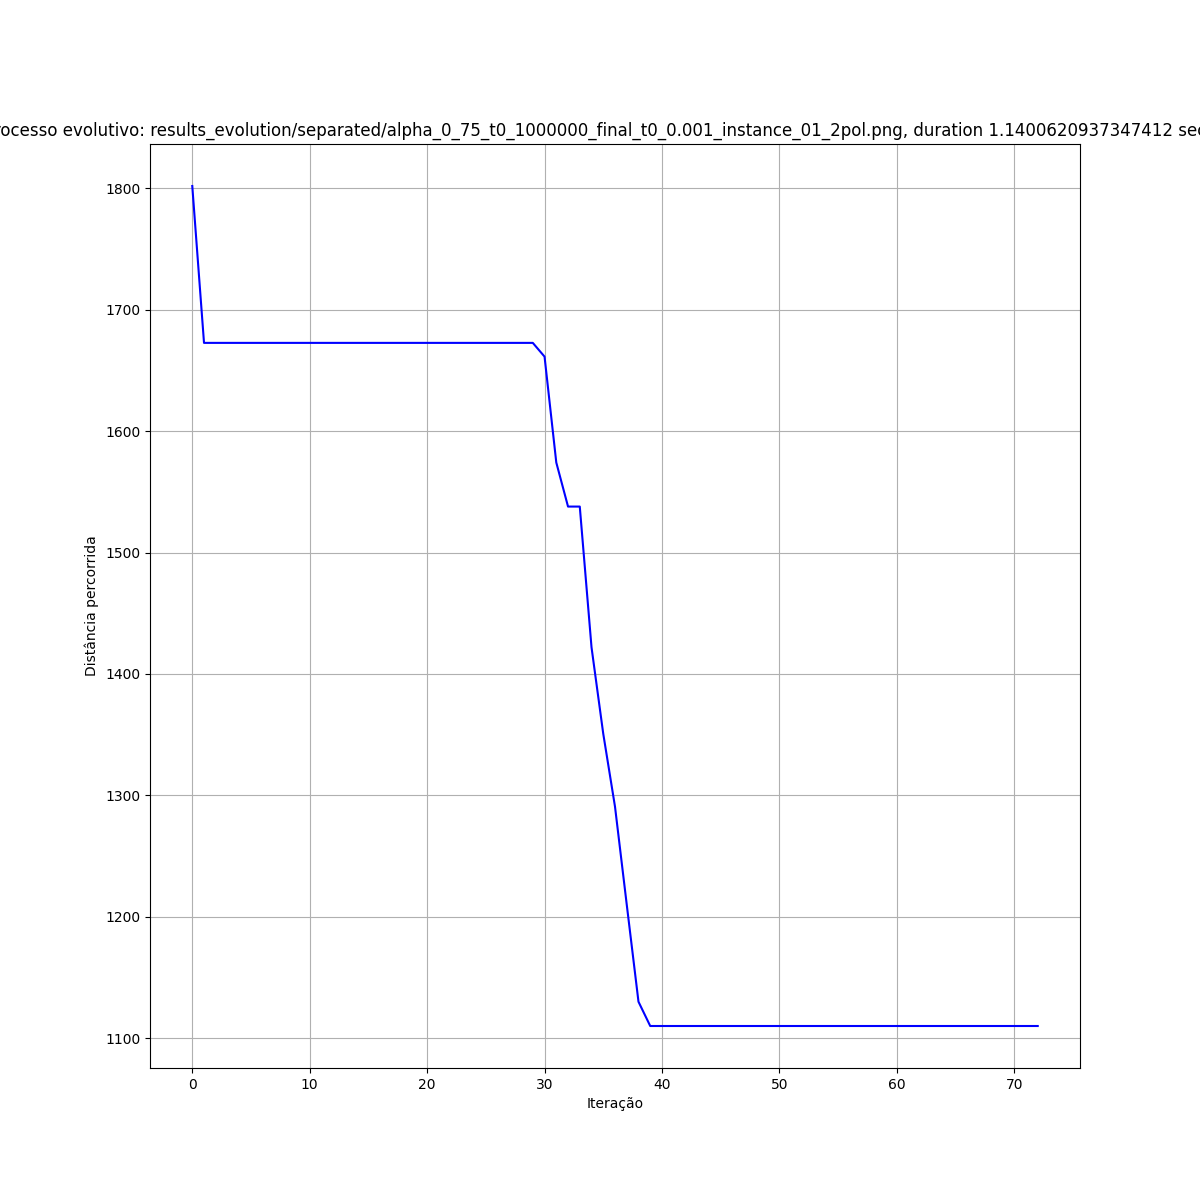 ocesso evolutivo: results_evolution/separated/alpha_0_75_t0_1000000_final_t0_0.001_instance_01_2pol.png, duration 1.1400620937347412 sec
1800
1700
1600
1500
1400
1300
1200
1100
Distância percorrida
0 10 20 30 40 50 60 70
Iteração